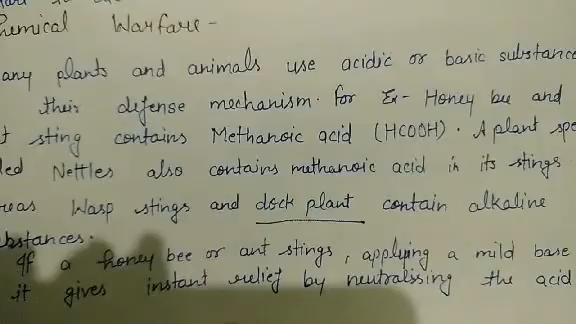 hemical Warfare -
any plants and animals use acidic or basic substance
their defense mechanism. For Ex- Honey bee and
t sting contains Methanoic acid (HCOOH). A plant spe
led Nettles also contains methanoic acid in its stings
reas Wasp stings and dock plant contain alkaline
bstances.
If a honey bee or ant stings, applying a mild base
it gives instant relief by neutralising the acid